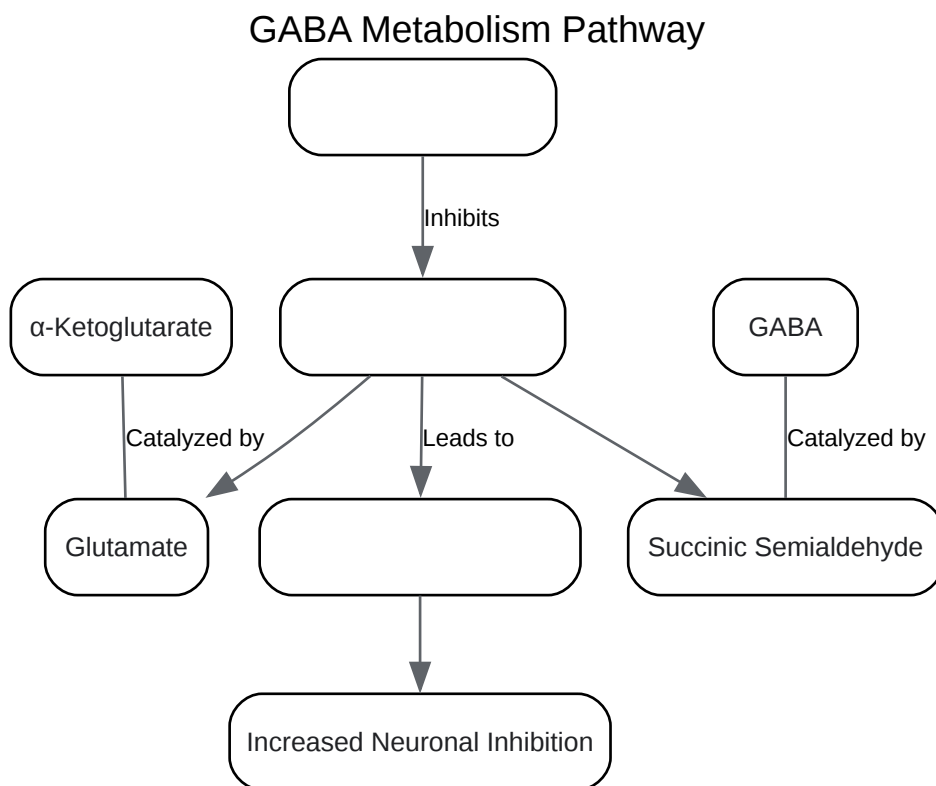 GABA Metabolism Pathway
Inhibits
α-Ketoglutarate
GABA
Catalyzed by
Leads to
Catalyzed by
Glutamate
Succinic Semialdehyde
Increased Neuronal Inhibition